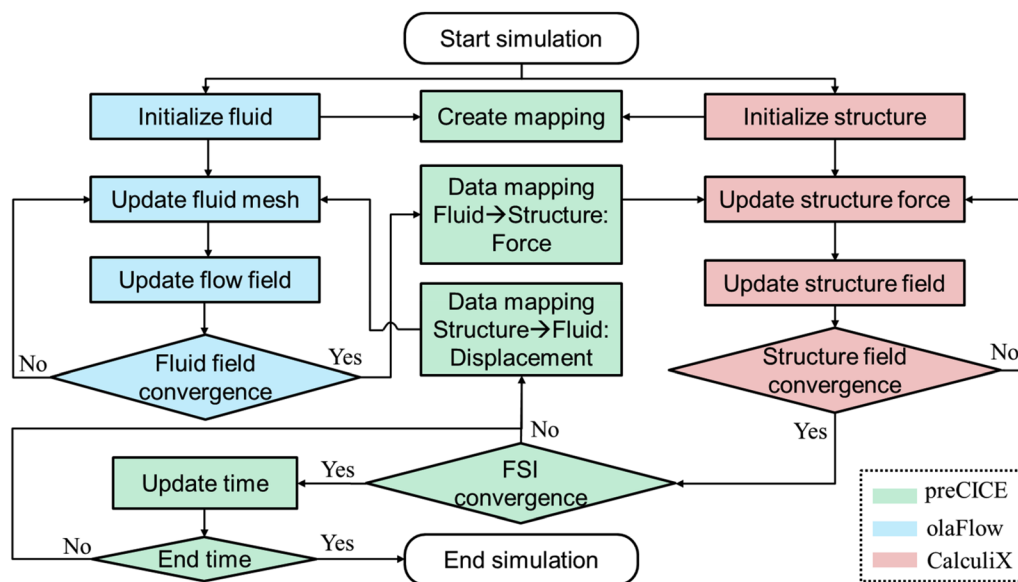 Start simulation
Initialize fluid
Create mapping
Initialize structure
Update fluid mesh
Data mapping
Fluid→Structure:
Force
Update structure force
Update flow field
Update structure field
Data mapping
Structure→Fluid:
Displacement
No
Fluid field
convergence
Yes
Structure field
convergence
No
Yes
No
FSI
convergence
Yes
Update time
No
End time
Yes
End simulation
preCICE
olaFlow
CalculiX